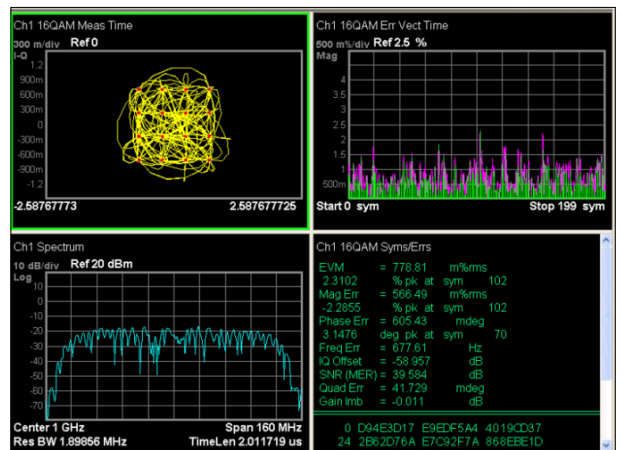 Ch1 16QAM Meas Time
300 m/div Ref 0
I-Q
1.2
900m
600m
300m
0
-300m
-600m
-900m
-1.2
-2.58767773 2.587677725
Ch1 16QAM Err Vect Time
500 m%/div Ref 2.5 %
Mag
4
3.5
3
2.5
2
1.5
1
500m
Start 0 sym Stop 199 sym
Ch1 Spectrum
10 dB/div Ref 20 dBm
Log
10
0
-10
-20
-30
-40
-50
-60
-70
Center 1 GHz Span 160 MHz
Res BW 1.89856 MHz TimeLen 2.011719 us
Ch1 16QAM Syms/Errs
EVM = 778.81 m%rms
2.3102 % pk at sym 102
Mag Err = 566.49 m%rms
-2.2855 % pk at sym 102
Phase Err = 605.43 mdeg
3.1476 deg pk at sym 70
Freq Err = 677.61 Hz
IQ Offset = -58.957 dB
SNR (MER) = 39.584 dB
Quad Err = 41.729 mdeg
Gain Imb = -0.011 dB
0 D94E3D17 E9EDF5A4 4019CD37
24 2B62D76A E7C92F7A 868EBE1D